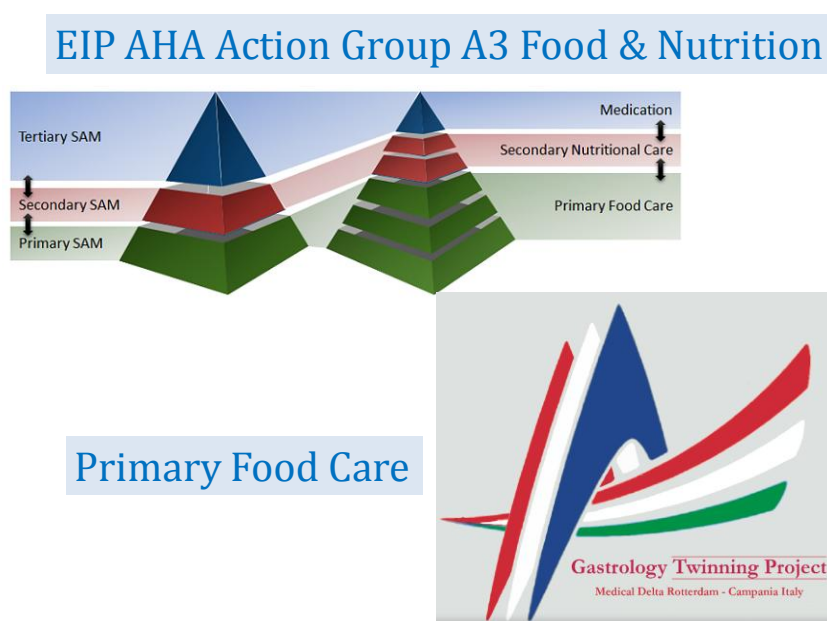 EIP AHA Action Group A3 Food & Nutrition
Tertiary SAM
Secondary SAM
Primary SAM
Medication
Secondary Nutritional Care
Primary Food Care
Primary Food Care
Gastrology Twinning Project
Medical Delta Rotterdam - Campania Italy